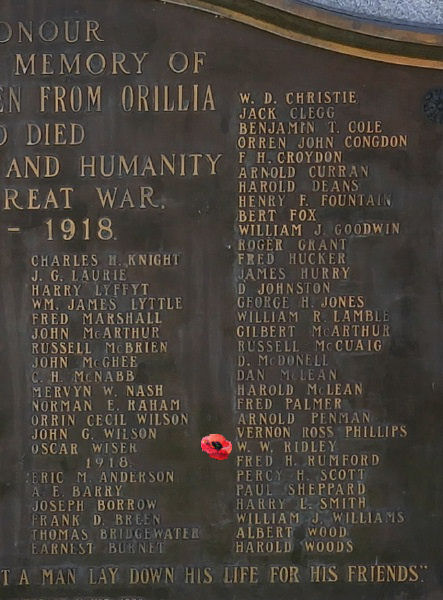 ONOUR
MEMORY OF
EN FROM ORILLIA
O DIED
AND HUMANITY
REAT WAR.
- 1918.
CHARLES H. KNIGHT
J. G. LAURIE
HARRY LYFFYT
WM. JAMES LYTTLE
FRED MARSHALL
JOHN McARTHUR
RUSSELL McBRIEN
JOHN McGHEE
C. H. McNABB
MERVYN W. NASH
NORMAN E. RAHAM
ORRIN CECIL WILSON
JOHN G. WILSON
OSCAR WISER
1918.
ERIC M. ANDERSON
A. E. BARRY
JOSEPH BORROW
FRANK D. BREEN
THOMAS BRIDGEWATER
EARNEST BURNET
W. D. CHRISTIE
JACK CLEGG
BENJAMIN T. COLE
ORREN JOHN CONGDON
F. H. CROYDON
ARNOLD CURRAN
HAROLD DEANS
HENRY F. FOUNTAIN
BERT FOX
WILLIAM J. GOODWIN
ROGER GRANT
FRED HUCKER
JAMES HURRY
D. JOHNSTON
GEORGE H. JONES
WILLIAM R. LAMBLE
GILBERT McARTHUR
RUSSELL McCUAIG
D. McDONELL
DAN McLEAN
HAROLD McLEAN
FRED PALMER
ARNOLD PENMAN
VERNON ROSS PHILLIPS
W. W. RIDLEY
FRED H. RUMFORD
PERCY H. SCOTT
PAUL SHEPPARD
HARRY L. SMITH
WILLIAM J. WILLIAMS
ALBERT WOOD
HAROLD WOODS
T A MAN LAY DOWN HIS LIFE FOR HIS FRIENDS."